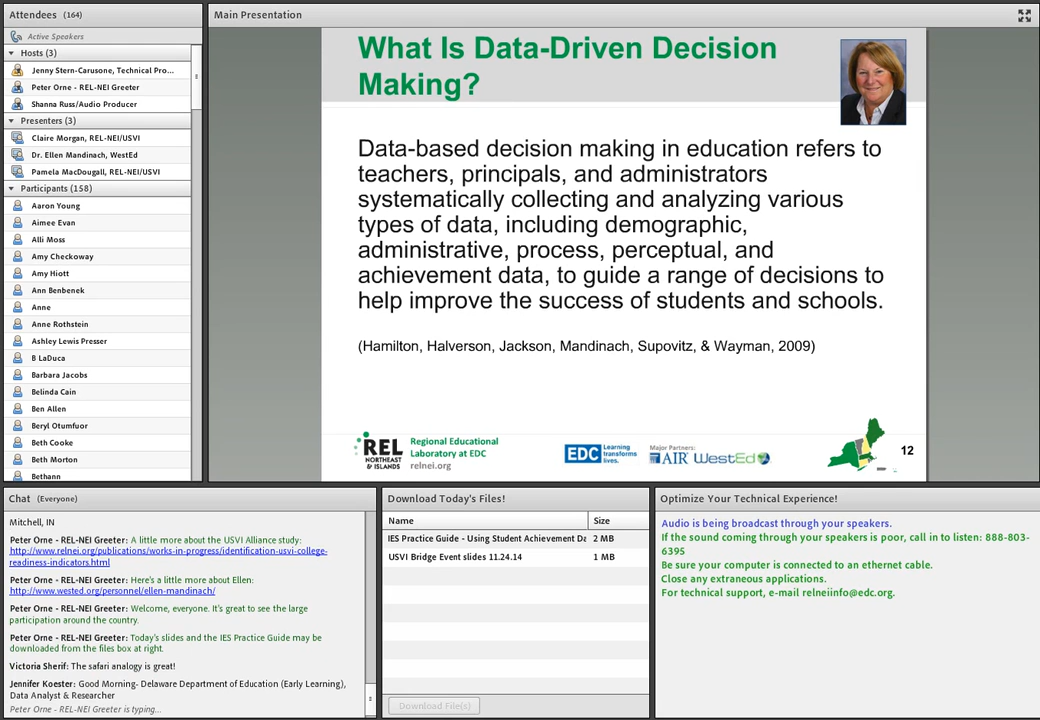 Attendees (164)
Active Speakers
Hosts (3)
Jenny Stern-Carusone, Technical Pro...
Peter Orne - REL-NEI Greeter
Shanna Russ/Audio Producer
Presenters (3)
Claire Morgan, REL-NEI/USVI
Dr. Ellen Mandinach, WestEd
Pamela MacDougall, REL-NEI/USVI
Participants (158)
Aaron Young
Aimee Evan
Alli Moss
Amy Checkoway
Amy Hiott
Ann Benbenek
Anne
Anne Rothstein
Ashley Lewis Presser
B LaDuca
Barbara Jacobs
Belinda Cain
Ben Allen
Beryl Otumfuor
Beth Cooke
Beth Morton
Bethann
Main Presentation
What Is Data-Driven Decision
Making?
Data-based decision making in education refers to
teachers, principals, and administrators
systematically collecting and analyzing various
types of data, including demographic,
administrative, process, perceptual, and
achievement data, to guide a range of decisions to
help improve the success of students and schools.
(Hamilton, Halverson, Jackson, Mandinach, Supovitz, & Wayman, 2009)
REL
NORTHEAST
& ISLANDS
Regional Educational
Laboratory at EDC
relnei.org
EDC
Learning
transforms
lives.
Major Partners:
AIR WestEd
12
Chat (Everyone)
Mitchell, IN
Peter Orne - REL-NEI Greeter: A little more about the USVI Alliance study:
http://www.relnei.org/publications/works-in-progress/identification-usvi-college-
readiness-indicators.html
Peter Orne - REL-NEI Greeter: Here's a little more about Ellen:
http://www.wested.org/personnel/ellen-mandinach/
Peter Orne - REL-NEI Greeter: Welcome, everyone. It's great to see the large
participation around the country.
Peter Orne - REL-NEI Greeter: Today's slides and the IES Practice Guide may be
downloaded from the files box at right.
Victoria Sherif: The safari analogy is great!
Jennifer Koester: Good Morning- Delaware Department of Education (Early Learning),
Data Analyst & Researcher
Peter Orne - REL-NEI Greeter is typing...
Download Today's Files!
Name Size
IES Practice Guide - Using Student Achievement Da 2 MB
USVI Bridge Event slides 11.24.14 1 MB
Download File(s)
Optimize Your Technical Experience!
Audio is being broadcast through your speakers.
If the sound coming through your speakers is poor, call in to listen: 888-803-
6395
Be sure your computer is connected to an ethernet cable.
Close any extraneous applications.
For technical support, e-mail relneiinfo@edc.org.